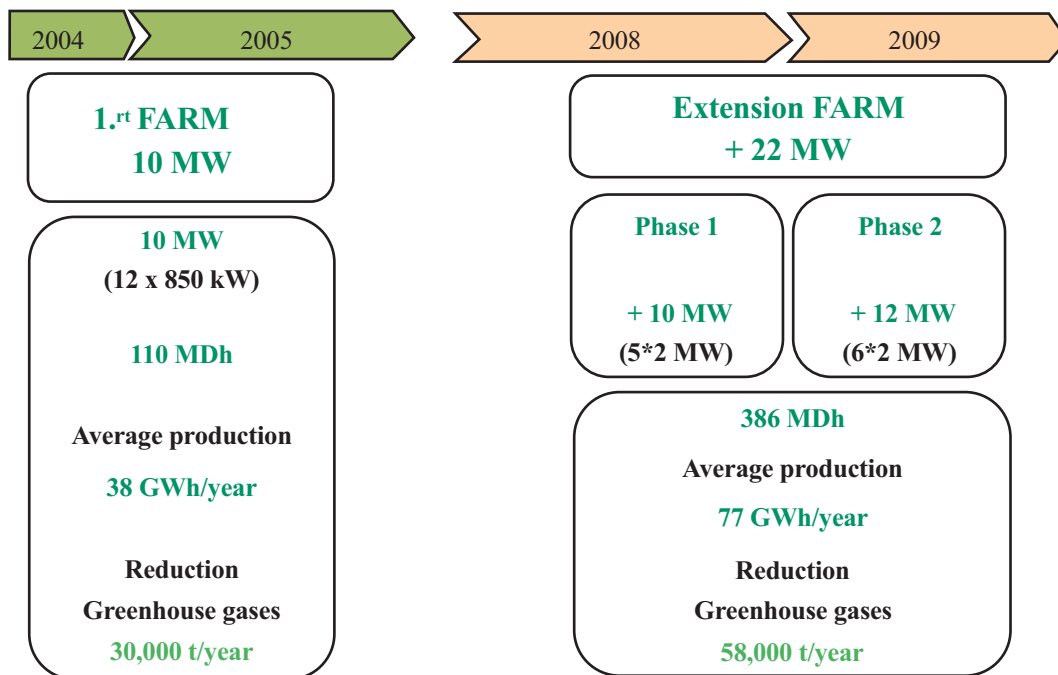 2004
2005
2008
2009
1.rt FARM
10 MW
10 MW
(12 x 850 kW)
110 MDh
Average production
38 GWh/year
Reduction
Greenhouse gases
30,000 t/year
Extension FARM
+ 22 MW
Phase 1
+ 10 MW
(5*2 MW)
Phase 2
+ 12 MW
(6*2 MW)
386 MDh
Average production
77 GWh/year
Reduction
Greenhouse gases
58,000 t/year